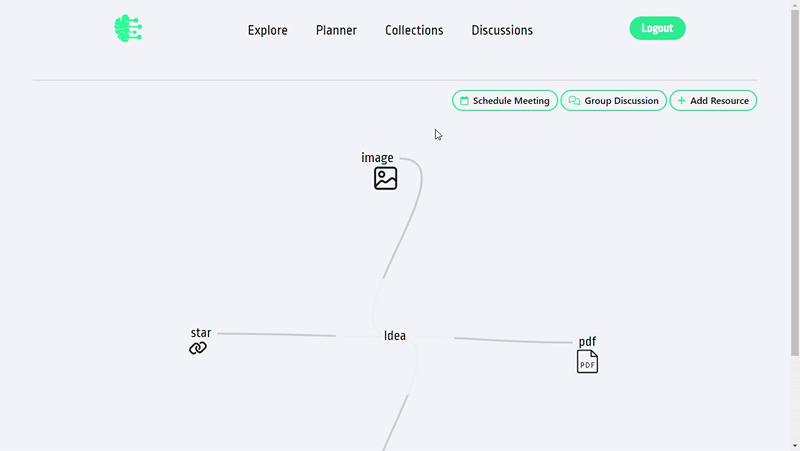 Explore Planner Collections Discussions Logout
Schedule Meeting Group Discussion Add Resource
image
star Idea pdf
PDF